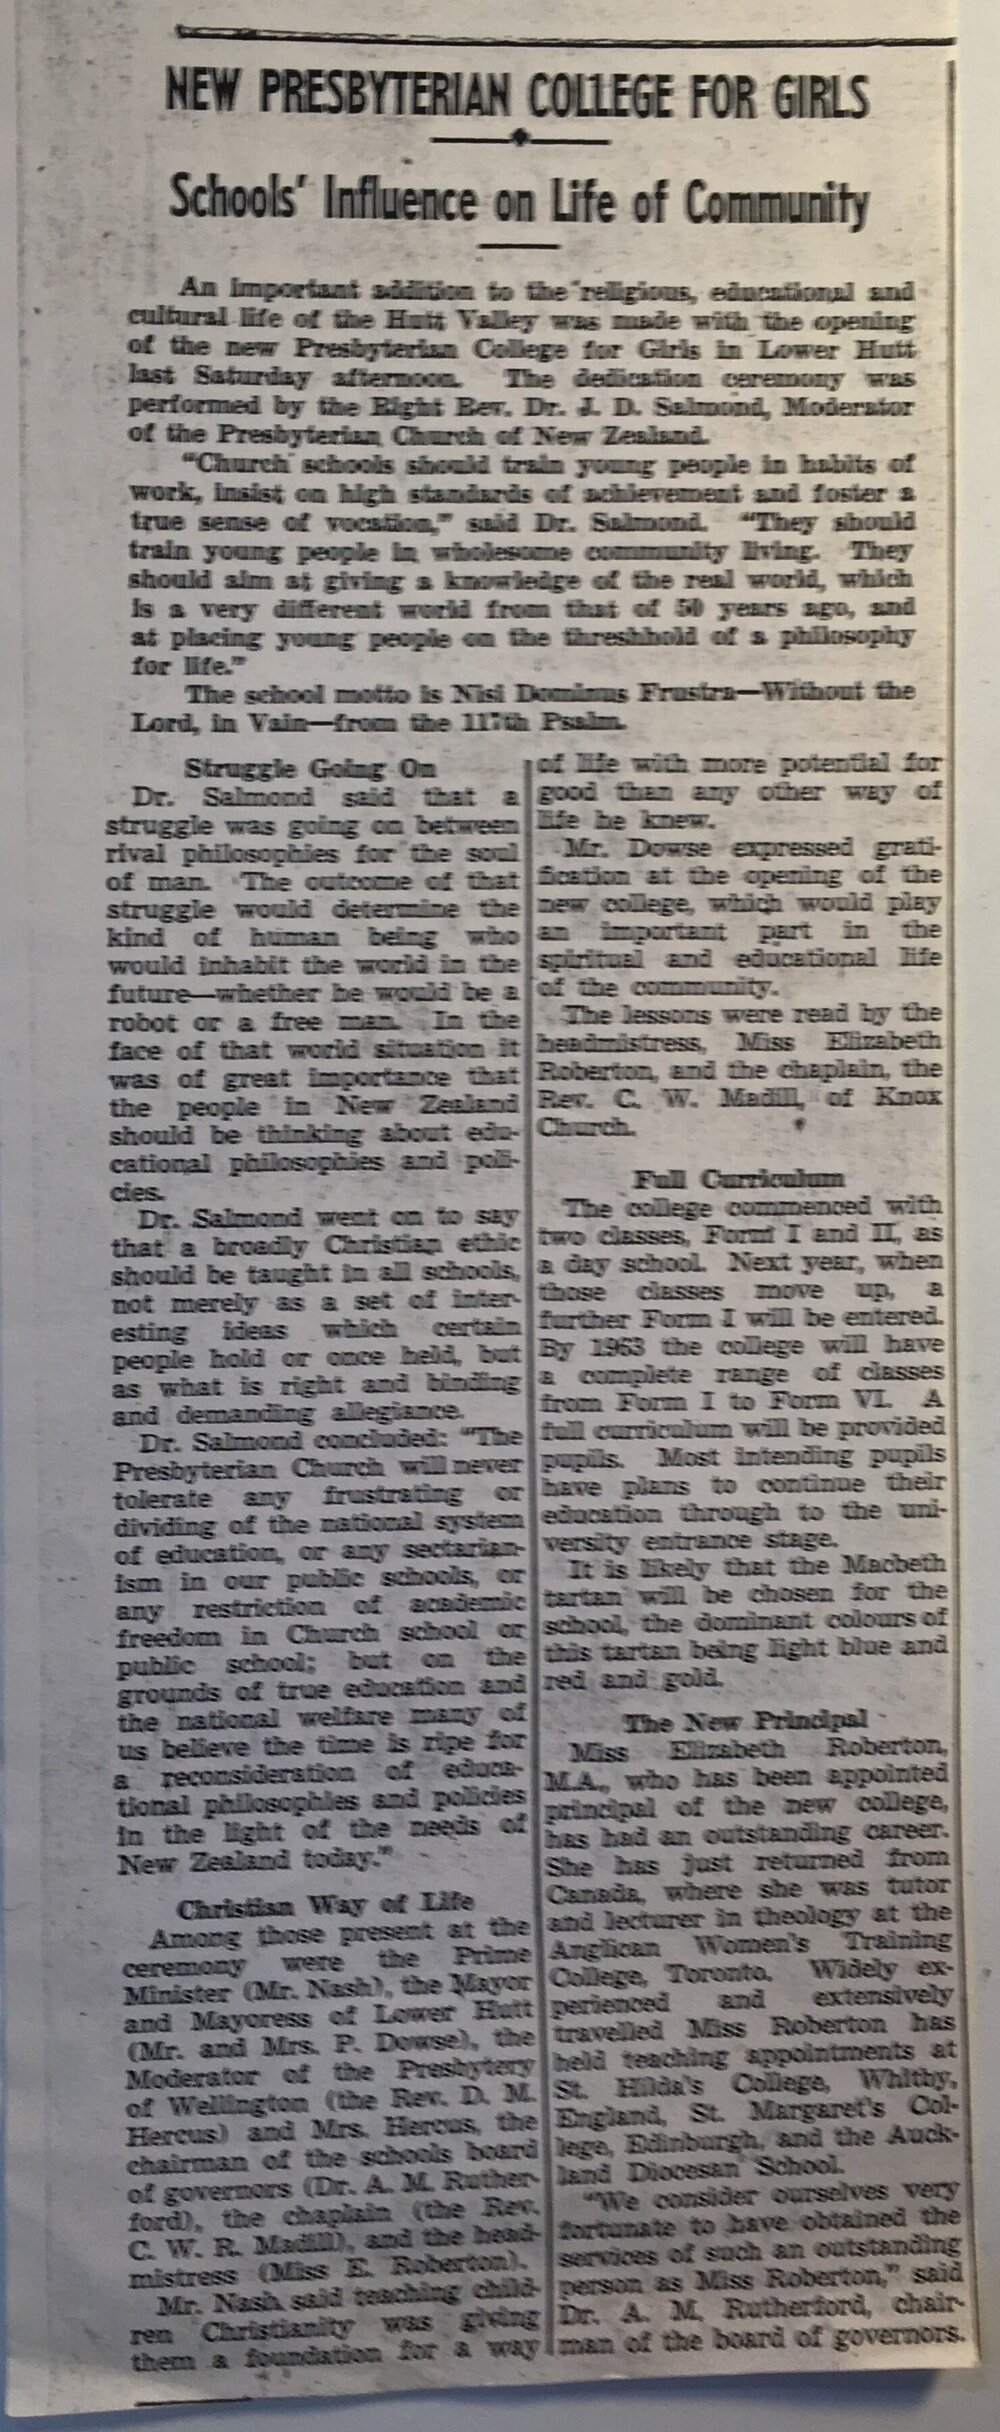 NEW PRESBYTERIAN COLLEGE FOR GIRLS
Schools' Influence on Life of Community
An important addition to the religious, educational and
cultural life of the Hutt Valley was made with the opening
of the new Presbyterian College for Girls in Lower Hutt
last Saturday afternoon. The dedication ceremony was
performed by the Right Rev. Dr. J. D. Salmond, Moderator
of the Presbyterian Church of New Zealand.
"Church schools should train young people in habits of
work, insist on high standards of achievement and foster a
true sense of vocation," said Dr. Salmond. "They should
train young people in wholesome community living. They
should aim at giving a knowledge of the real world, which
is a very different world from that of 50 years ago, and
at placing young people on the threshhold of a philosophy
for life."
The school motto is Nisi Dominus Frustra—Without the
Lord, in Vain—from the 117th Psalm.
Struggle Going On
Dr. Salmond said that a
struggle was going on between
rival philosophies for the soul
of man. The outcome of that
struggle would determine the
kind of human being who
would inhabit the world in the
future—whether he would be a
robot or a free man. In the
face of that world situation it
was of great importance that
the people in New Zealand
should be thinking about edu-
cational philosophies and poli-
cies.
Dr. Salmond went on to say
that a broadly Christian ethic
should be taught in all schools,
not merely as a set of inter-
esting ideas which certain
people hold or once held, but
as what is right and binding
and demanding allegiance.
Dr. Salmond concluded: "The
Presbyterian Church will never
tolerate any frustrating or
dividing of the national system
of education, or any sectarian-
ism in our public schools, or
any restriction of academic
freedom in Church school or
public school; but on the
grounds of true education and
the national welfare many of
us believe the time is ripe for
a reconsideration of educa-
tional philosophies and policies
in the light of the needs of
New Zealand today."
Christian Way of Life
Among those present at the
ceremony were the Prime
Minister (Mr. Nash), the Mayor
and Mayoress of Lower Hutt
(Mr. and Mrs. P. Dowse), the
Moderator of the Presbytery
of Wellington (the Rev. D. M.
Hercus) and Mrs. Hercus, the
chairman of the schools board
of governors (Dr. A. M. Ruther-
ford), the chaplain (the Rev.
C. W. R. Madill), and the head-
mistress (Miss E. Roberton).
Mr. Nash said teaching child-
ren Christianity was giving
them a foundation for a way
of life with more potential for
good than any other way of
life he knew.
Mr. Dowse expressed grati-
fication at the opening of the
new college, which would play
an important part in the
spiritual and educational life
of the community.
The lessons were read by the
headmistress, Miss Elizabeth
Roberton, and the chaplain, the
Rev. C. W. Madill, of Knox
Church.
Full Curriculum
The college commenced with
two classes, Form I and II, as
a day school. Next year, when
those classes move up, a
further Form I will be entered.
By 1963 the college will have
a complete range of classes
from Form I to Form VI. A
full curriculum will be provided
pupils. Most intending pupils
have plans to continue their
education through to the uni-
versity entrance stage.
It is likely that the Macbeth
tartan will be chosen for the
school, the dominant colours of
this tartan being light blue and
red and gold.
The New Principal
Miss Elizabeth Roberton,
M.A., who has been appointed
principal of the new college,
has had an outstanding career.
She has just returned from
Canada, where she was tutor
and lecturer in theology at the
Anglican Women's Training
College, Toronto. Widely ex-
perienced and extensively
travelled Miss Roberton has
held teaching appointments at
St. Hilda's College, Whitby,
England, St. Margaret's Col-
lege, Edinburgh, and the Auck-
land Diocesan School.
"We consider ourselves very
fortunate to have obtained the
services of such an outstanding
person as Miss Roberton," said
Dr. A. M. Rutherford, chair-
man of the board of governors.